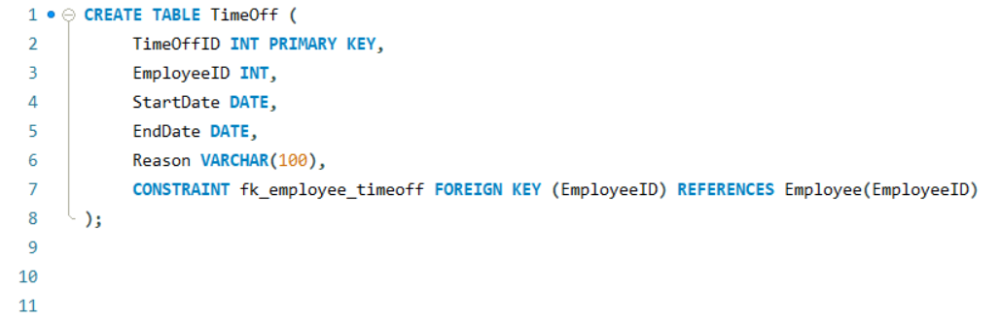 1 CREATE TABLE TimeOff (
2 TimeOffID INT PRIMARY KEY,
3 EmployeeID INT,
4 StartDate DATE,
5 EndDate DATE,
6 Reason VARCHAR(100),
7 CONSTRAINT fk_employee_timeoff FOREIGN KEY (EmployeeID) REFERENCES Employee(EmployeeID)
8 );
9
10
11